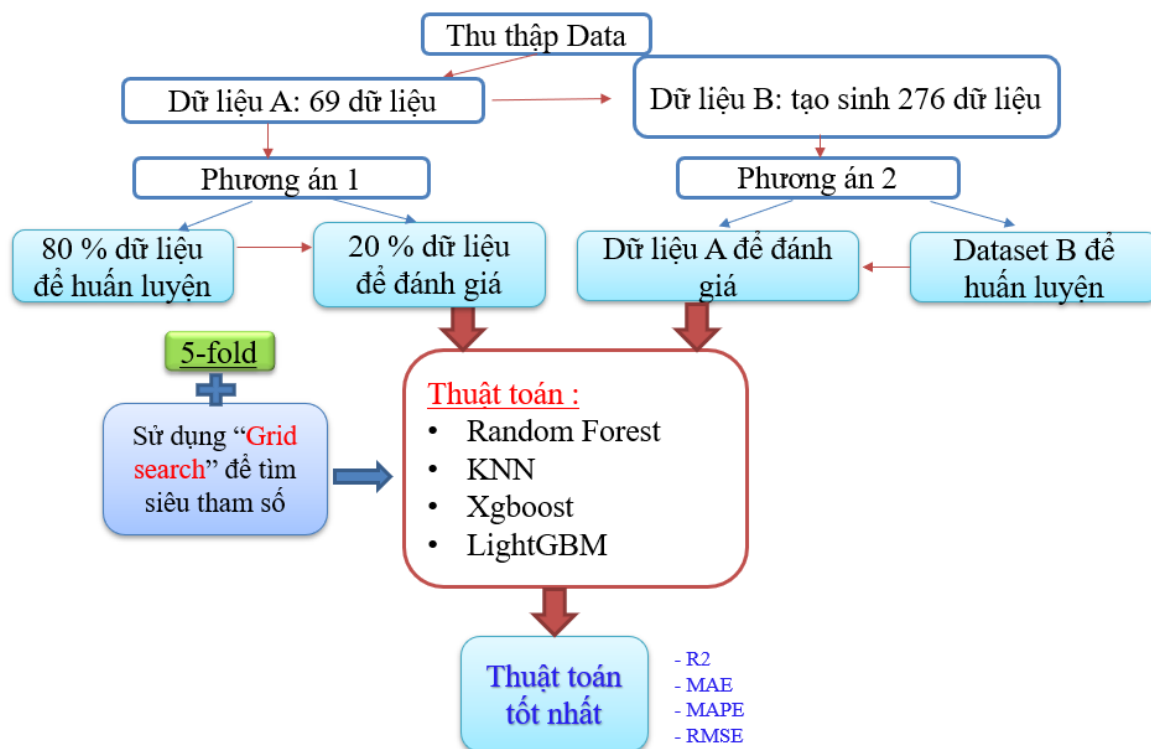 Thu thập Data
Dữ liệu A: 69 dữ liệu
Dữ liệu B: tạo sinh 276 dữ liệu
Phương án 1
Phương án 2
80 % dữ liệu
để huấn luyện
20 % dữ liệu
để đánh giá
Dữ liệu A để đánh
giá
Dataset B để
huấn luyện
5-fold
Sử dụng “Grid
search” để tìm
siêu tham số
Thuật toán :
• Random Forest
• KNN
• Xgboost
• LightGBM
Thuật toán
tốt nhất
- R2
- MAE
- MAPE
- RMSE